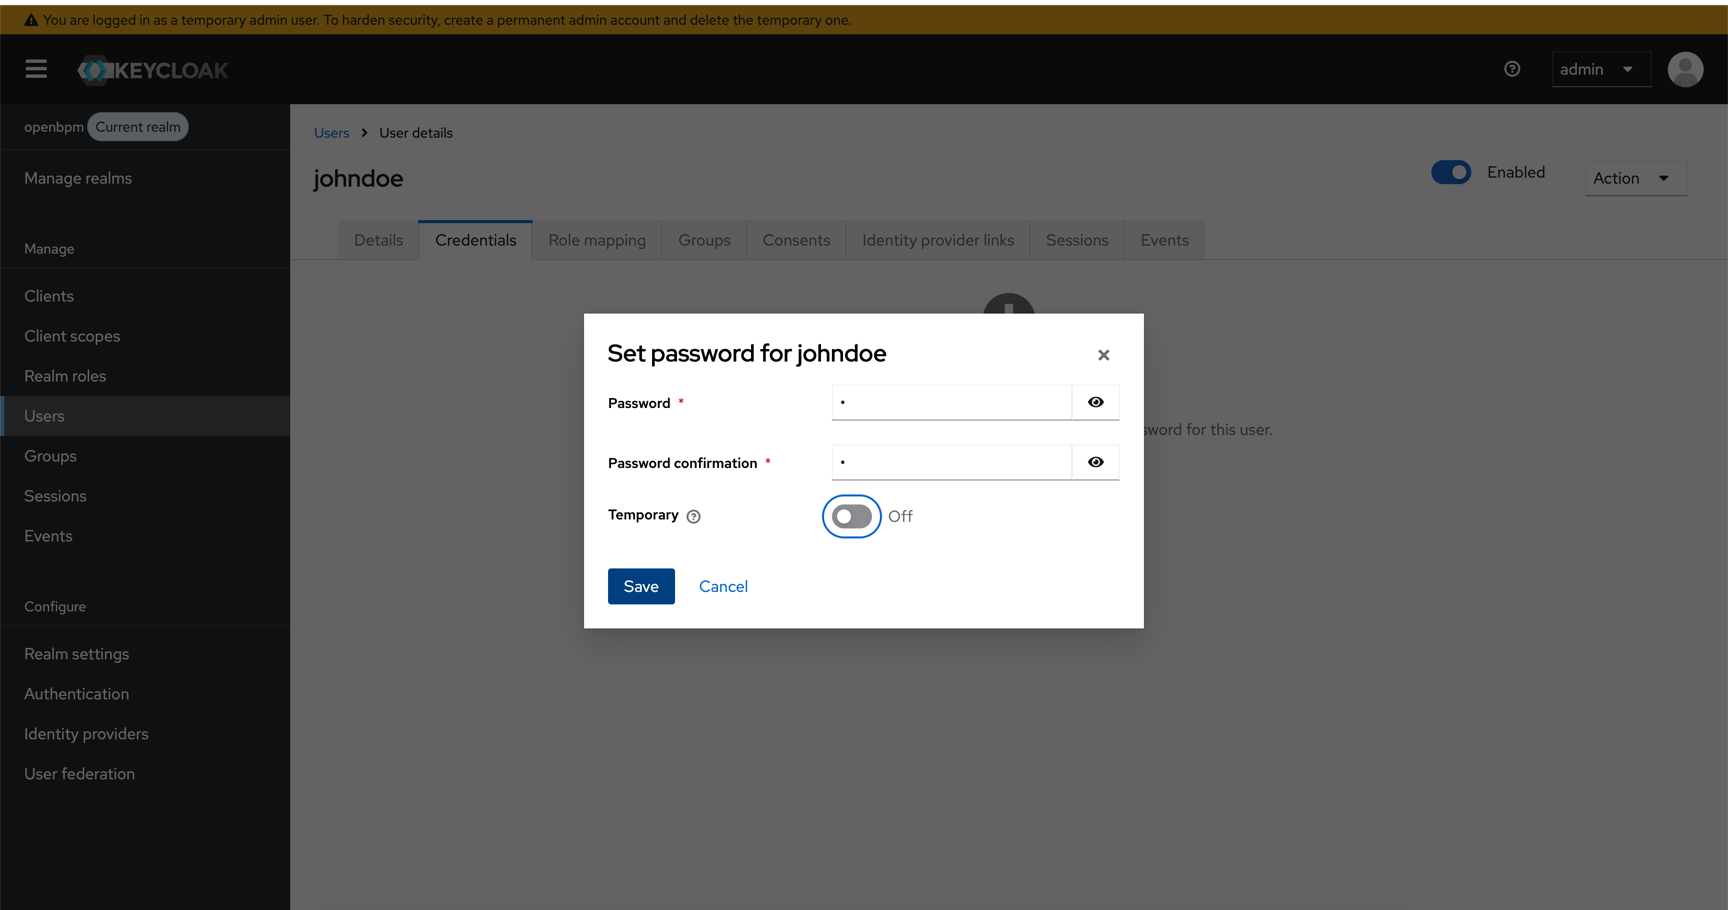 You are logged in as a temporary admin user. To harden security, create a permanent admin account and delete the temporary one.
KEYCLOAK
admin
openbpm Current realm
Manage realms
Manage
Clients
Client scopes
Realm roles
Users
Groups
Sessions
Events
Configure
Realm settings
Authentication
Identity providers
User federation
Users > User details
johndoe
Enabled
Action
Details Credentials Role mapping Groups Consents Identity provider links Sessions Events
Set password for johndoe
Password *
Password confirmation *
Temporary
Off
Save Cancel
for this user.